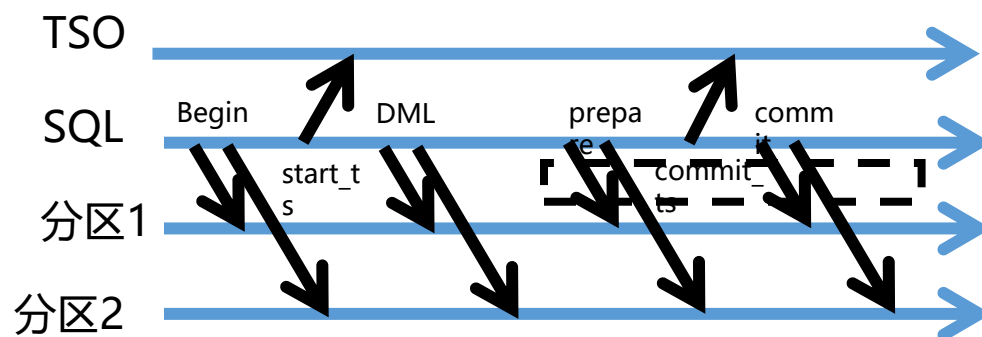 TSO
SQL
Begin
DML
prepa
re
comm
it
start_t
s
commit_
ts
分区1
分区2